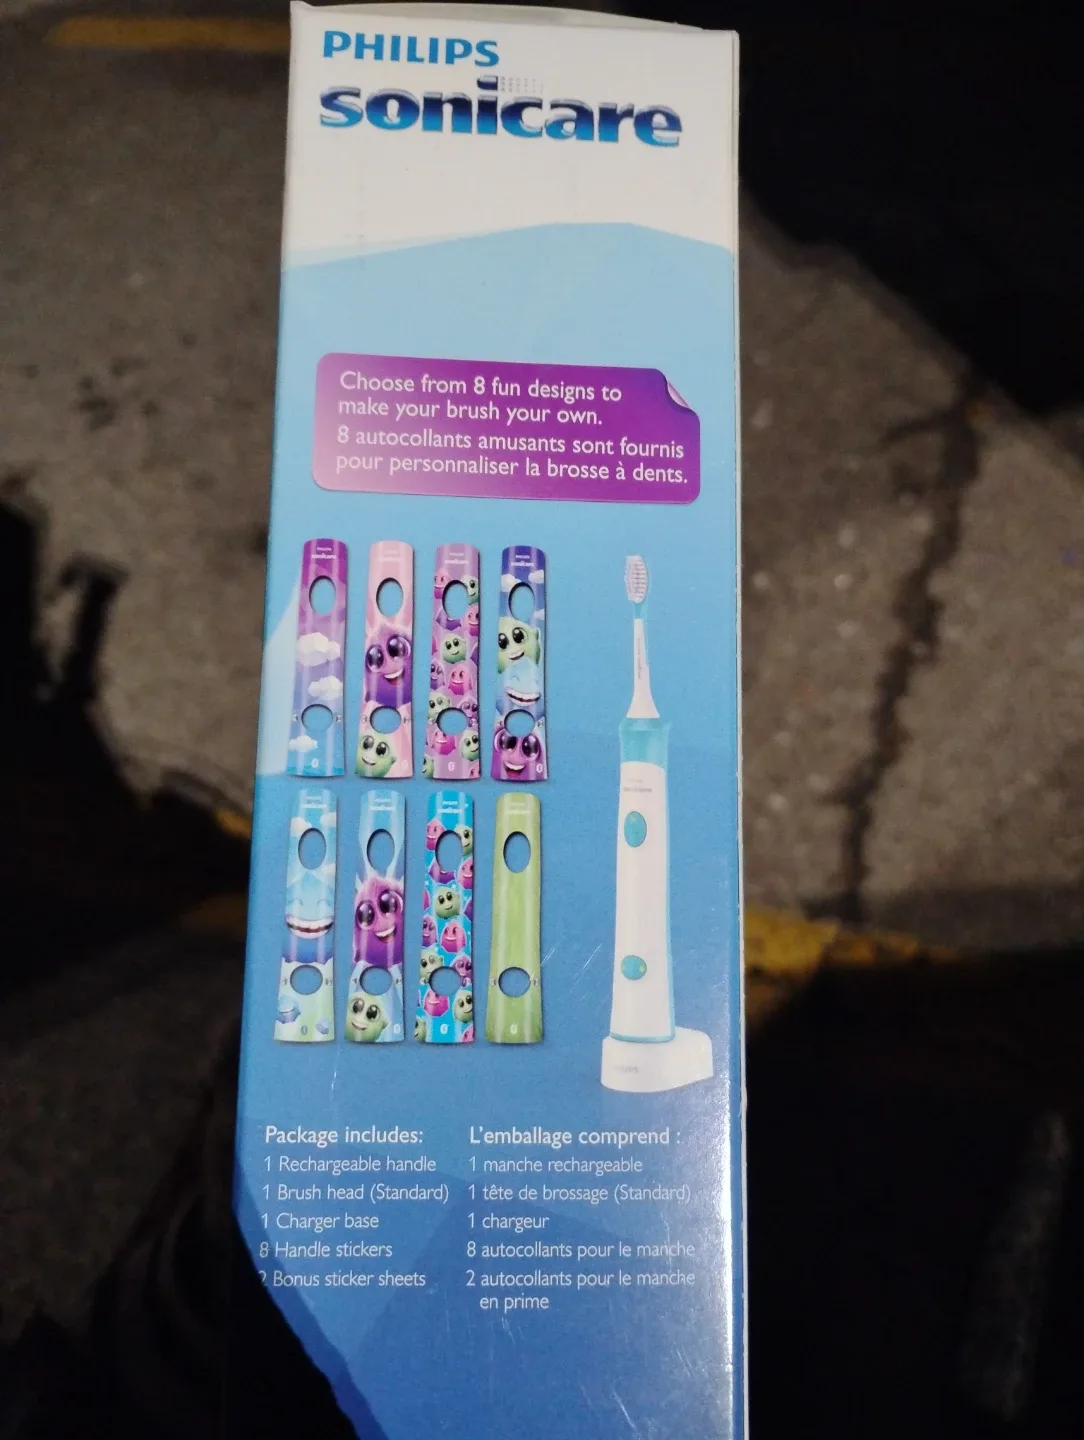 PHILIPS
sonicare
Choose from 8 fun designs to
make your brush your own.
8 autocollants amusants sont fournis
pour personnaliser la brosse à dents.
Package includes:
1 Rechargeable handle
1 Brush head (Standard)
1 Charger base
8 Handle stickers
2 Bonus sticker sheets
L'emballage comprend :
1 manche rechargeable
1 tête de brossage (Standard)
1 chargeur
8 autocollants pour le manche
2 autocollants pour le manche
en prime